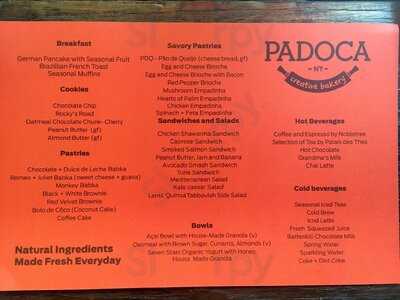 Breakfast
German Pancake with Seasonal Fruit
Brazilian French Toast
Seasonal Muffins
Cookies
Chocolate Chip
Rocky's Road
Oatmeal Chocolate Chunk- Cherry
Peanut Butter (gf)
Almond Butter (gf)
Pastries
Chocolate + Dulce de Leche Babka
Romeo + Juliet Babka (sweet cheese + guava)
Monkey Babka
Black + White Brownie
Red Velvet Brownie
Bolo de Côco (Coconut Cake)
Coffee Cake
Natural Ingredients
Made Fresh Everyday
Savory Pastries
PDQ - Pão de Queijo (cheese bread, gf)
Egg and Cheese Brioche
Egg and Cheese Brioche with Bacon
Red Pepper Brioche
Mushroom Empadinha
Hearts of Palm Empadinha
Chicken Empadinha
Spinach + Feta Empadinha
Sandwiches and Salads
Chicken Shawarma Sandwich
Caprese Sandwich
Smoked Salmon Sandwich
Peanut Butter, Jam and Banana
Avocado Smash Sandwich
Tuna Sandwich
Mediterranean Salad
Kale caesar Salad
Lentil Quinoa Tabbouleh Side Salad
Bowls
Açai Bowl with House-Made Granola (v)
Oatmeal with Brown Sugar, Currants, Almonds (v)
Seven Stars Organic Yogurt with Honey,
House Made Granola
PADOCA
NY
creative bakery
Hot Beverages
Coffee and Espresso by Nobletree
Selection of Tea by Palais des Thés
Hot Chocolate
Grandma's Milk
Chai Latte
Cold beverages
Seasonal Iced Teas
Cold Brew
Iced Latte
Fresh Squeezed Juice
Battenkill Chocolate Milk
Spring Water
Sparkling Water
Coke + Diet Coke